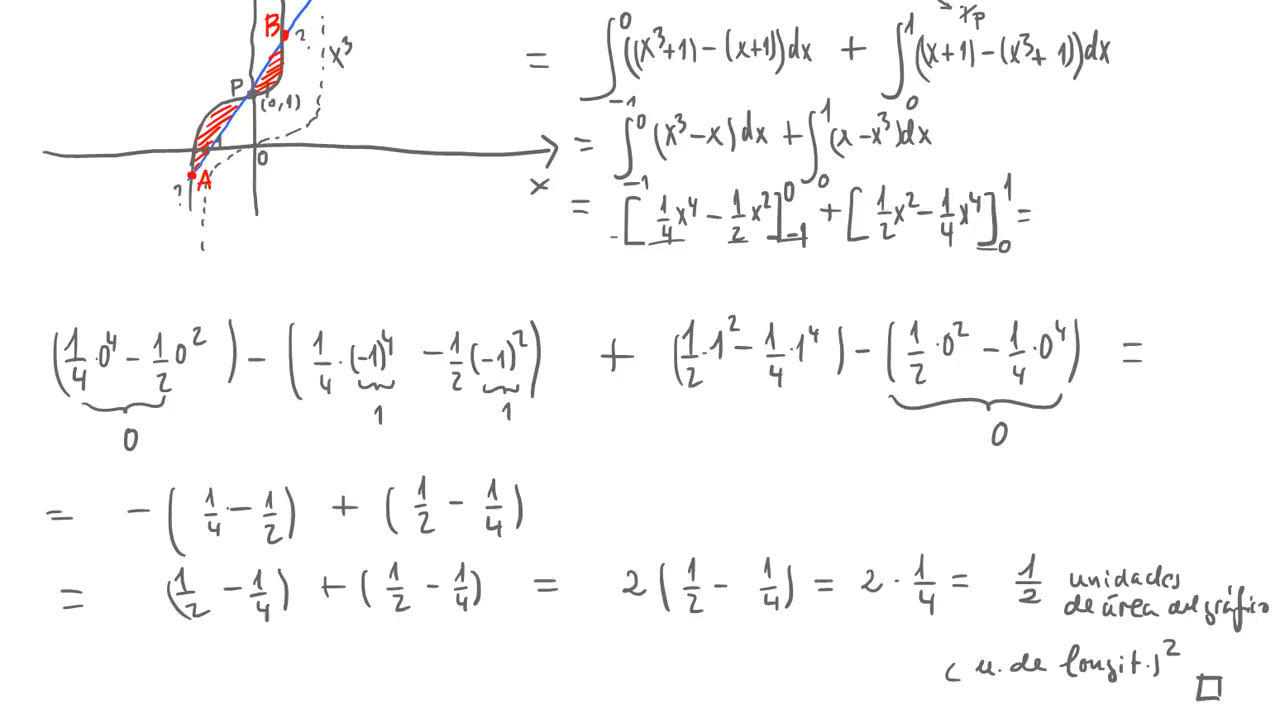 x_P
B ?
x³
= ∫₋₁⁰ ((x³+1) − (x+1)) dx + ∫₀¹ ((x+1) − (x³+1)) dx
P
(0,1)
= ∫₋₁⁰ (x³ − x) dx + ∫₀¹ (x − x³) dx
0
? A
x
= [1/4 x⁴ − 1/2 x²]₋₁⁰ + [1/2 x² − 1/4 x⁴]₀¹ =
(1/4·0⁴ − 1/2 0²) − (1/4·(−1)⁴ − 1/2 (−1)²) + (1/2·1² − 1/4·1⁴) − (1/2·0² − 1/4·0⁴) =
0 1 1 0
= −(1/4 − 1/2) + (1/2 − 1/4)
= (1/2 − 1/4) + (1/2 − 1/4) = 2(1/2 − 1/4) = 2·1/4 = 1/2 unidades
de área del gráfico
(u. de longit.)²